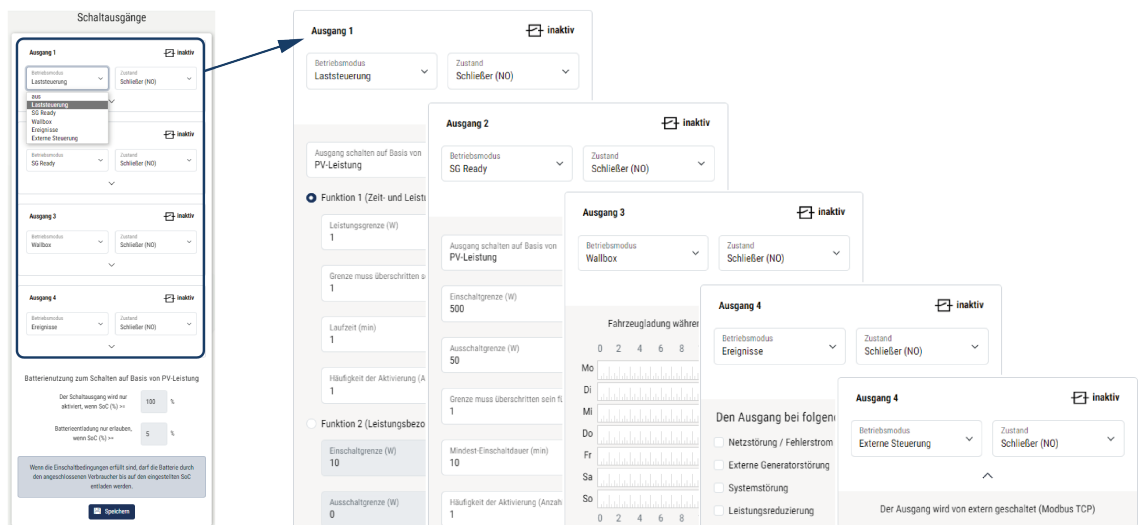 Schaltausgänge
Ausgang 1
inaktiv
Betriebsmodus
Laststeuerung
Zustand
Schließer (NO)
aus
Laststeuerung
SG Ready
Wallbox
Ereignisse
Externe Steuerung
inaktiv
Betriebsmodus
SG Ready
Zustand
Schließer (NO)
Ausgang 3
inaktiv
Betriebsmodus
Wallbox
Zustand
Schließer (NO)
Ausgang 4
inaktiv
Betriebsmodus
Ereignisse
Zustand
Schließer (NO)
Batterienutzung zum Schalten auf Basis von PV-Leistung
Der Schaltausgang wird nur
aktiviert, wenn SoC (%) >=
100 %
Batterieentladung nur erlauben,
wenn SoC (%) >=
5 %
Wenn die Einschaltbedingungen erfüllt sind, darf die Batterie durch
den angeschlossenen Verbraucher bis auf den eingestellten SoC
entladen werden.
Speichern
Ausgang 1
inaktiv
Betriebsmodus
Laststeuerung
Zustand
Schließer (NO)
Ausgang schalten auf Basis von
PV-Leistung
Funktion 1 (Zeit- und Leistu
Leistungsgrenze (W)
1
Grenze muss überschritten s
1
Laufzeit (min)
1
Häufigkeit der Aktivierung (A
1
Funktion 2 (Leistungsbezo
Einschaltgrenze (W)
10
Ausschaltgrenze (W)
0
Ausgang 2
inaktiv
Betriebsmodus
SG Ready
Zustand
Schließer (NO)
Ausgang schalten auf Basis von
PV-Leistung
Einschaltgrenze (W)
500
Ausschaltgrenze (W)
50
Grenze muss überschritten sein fü
1
Mindest-Einschaltdauer (min)
10
Häufigkeit der Aktivierung (Anzah
1
Ausgang 3
inaktiv
Betriebsmodus
Wallbox
Zustand
Schließer (NO)
Fahrzeugladung währen
0 2 4 6 8
Mo
Di
Mi
Do
Fr
Sa
So
0 2 4 6 8
Ausgang 4
inaktiv
Betriebsmodus
Ereignisse
Zustand
Schließer (NO)
Den Ausgang bei folgend
Netzstörung / Fehlerstrom
Externe Generatorstörung
Systemstörung
Leistungsreduzierung
Ausgang 4
inaktiv
Betriebsmodus
Externe Steuerung
Zustand
Schließer (NO)
Der Ausgang wird von extern geschaltet (Modbus TCP)